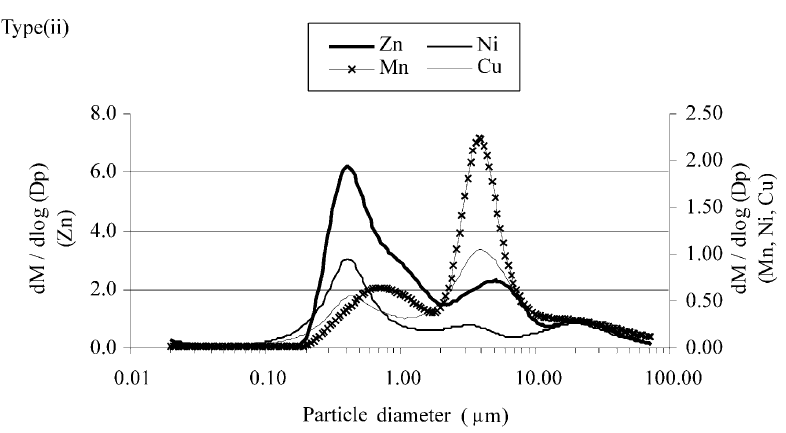 Type(ii)
Zn Ni
Mn Cu
8.0 2.50
6.0 2.00
4.0 1.50
2.0 1.00
0.0 0.50
0.00
dM / dlog (Dp)
(Zn)
dM / dlog (Dp)
(Mn, Ni, Cu)
0.01 0.10 1.00 10.00 100.00
Particle diameter ( µm)